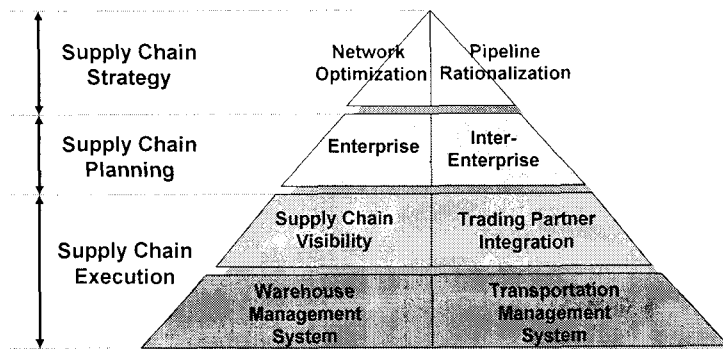 Supply Chain
Strategy
Network
Optimization
Pipeline
Rationalization
Supply Chain
Planning
Enterprise
Inter-
Enterprise
Supply Chain
Execution
Supply Chain
Visibility
Trading Partner
Integration
Warehouse
Management
System
Transportation
Management
System